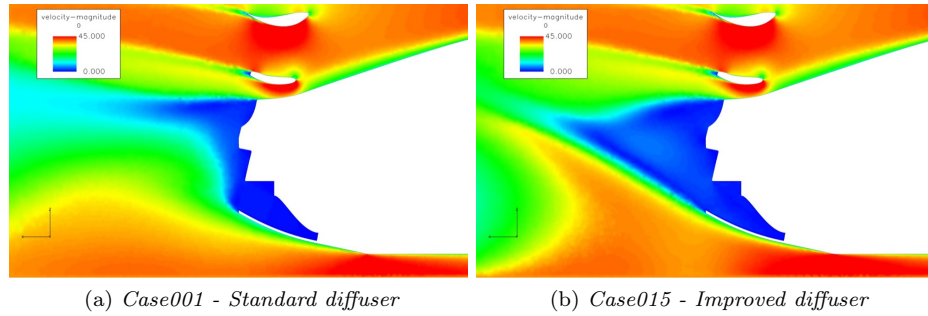 velocity-magnitude
0
45.000
0.000
velocity-magnitude
0
45.000
0.000
(a) Case001 - Standard diffuser
(b) Case015 - Improved diffuser